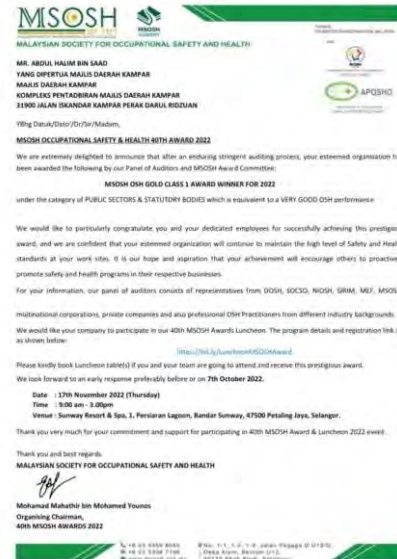 MSOSH
MSOSH
MALAYSIAN SOCIETY FOR OCCUPATIONAL SAFETY AND HEALTH
APOSHO
MR. ABDUL HALIM BIN SAAD
YANG DIPERTUA MAJLIS DAERAH KAMPAR
MAJLIS DAERAH KAMPAR
KOMPLEKS PENTADBIRAN MAJLIS DAERAH KAMPAR
31900 JALAN ISKANDAR KAMPAR PERAK DARUL RIDZUAN
YBhg Datuk/Dato'/Dr/Sir/Madam,
MSOSH OCCUPATIONAL SAFETY & HEALTH 40TH AWARD 2022
We are extremely delighted to announce that after an enduring stringent auditing process, your esteemed organisation h
been awarded the following by our Panel of Auditors and MSOSH Award Committee:
MSOSH OSH GOLD CLASS 1 AWARD WINNER FOR 2022
under the category of PUBLIC SECTORS & STATUTORY BODIES which is equivalent to a VERY GOOD OSH performance
We would like to particularly congratulate you and your dedicated employees for successfully achieving this prestigio
award, and we are confident that your esteemed organization will continue to maintain the high level of Safety and Heal
standards at your work sites. It is our hope and aspiration that your achievement will encourage others to proactive
promote safety and health programs in their respective businesses.
For your information, our panel of auditors consists of representatives from DOSH, SOCSO, NIOSH, SIRIM, MEF, MSOS
multinational corporations, private companies and also professional OSH Practitioners from different industry backgrounds.
We would like your company to participate in our 40th MSOSH Awards Luncheon. The program details and registration link
as shown below:
Please kindly book Luncheon table(s) if you and your team are going to attend and receive this prestigious award.
We look forward to an early response preferably before or on 7th October 2022.
Date : 17th November 2022 (Thursday)
Time : 9:00 am - 3.00pm
Venue : Sunway Resort & Spa, 1, Persiaran Lagoon, Bandar Sunway, 47500 Petaling Jaya, Selangor.
Thank you very much for your commitment and support for participating in 40th MSOSH Award & Luncheon 2022 event.
Thank you and best regards.
MALAYSIAN SOCIETY FOR OCCUPATIONAL SAFETY AND HEALTH
Mohamad Mahathir bin Mohamed Younos
Organising Chairman,
40th MSOSH AWARDS 2022